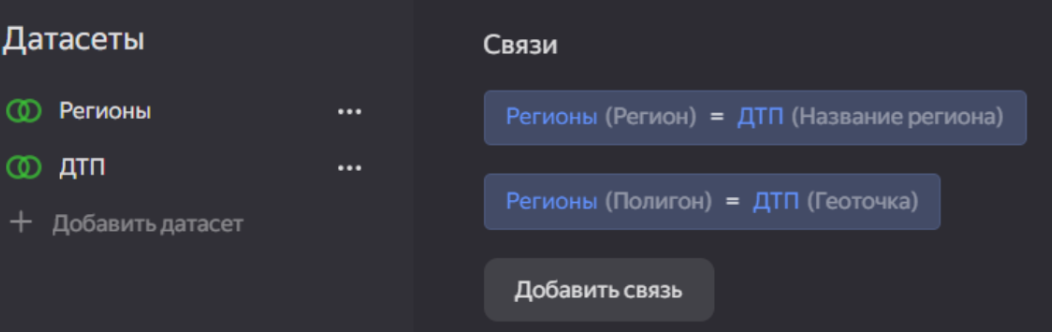 Датасеты
Регионы
ДТП
+ Добавить датасет
Связи
Регионы (Регион) = ДТП (Название региона)
Регионы (Полигон) = ДТП (Геоточка)
Добавить связь